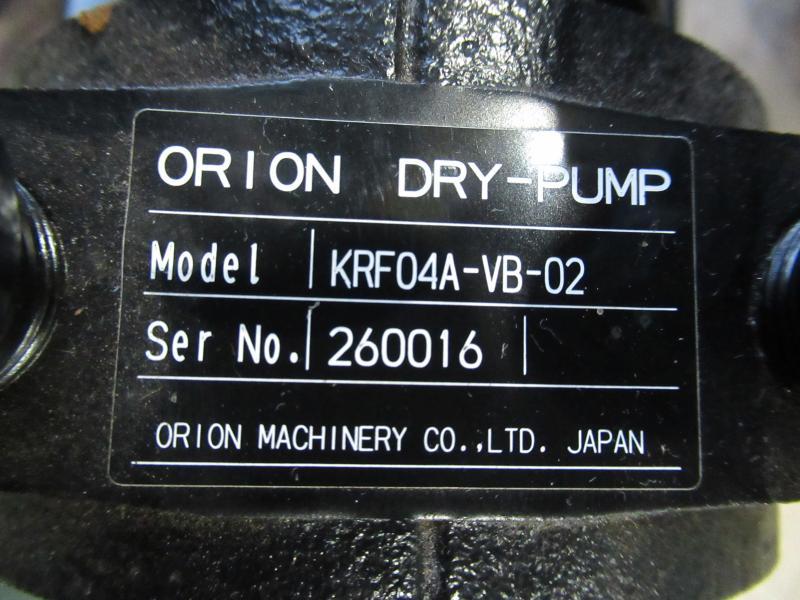 ORION DRY-PUMP
Model KRF04A-VB-02
Ser No. 260016
ORION MACHINERY CO.,LTD. JAPAN